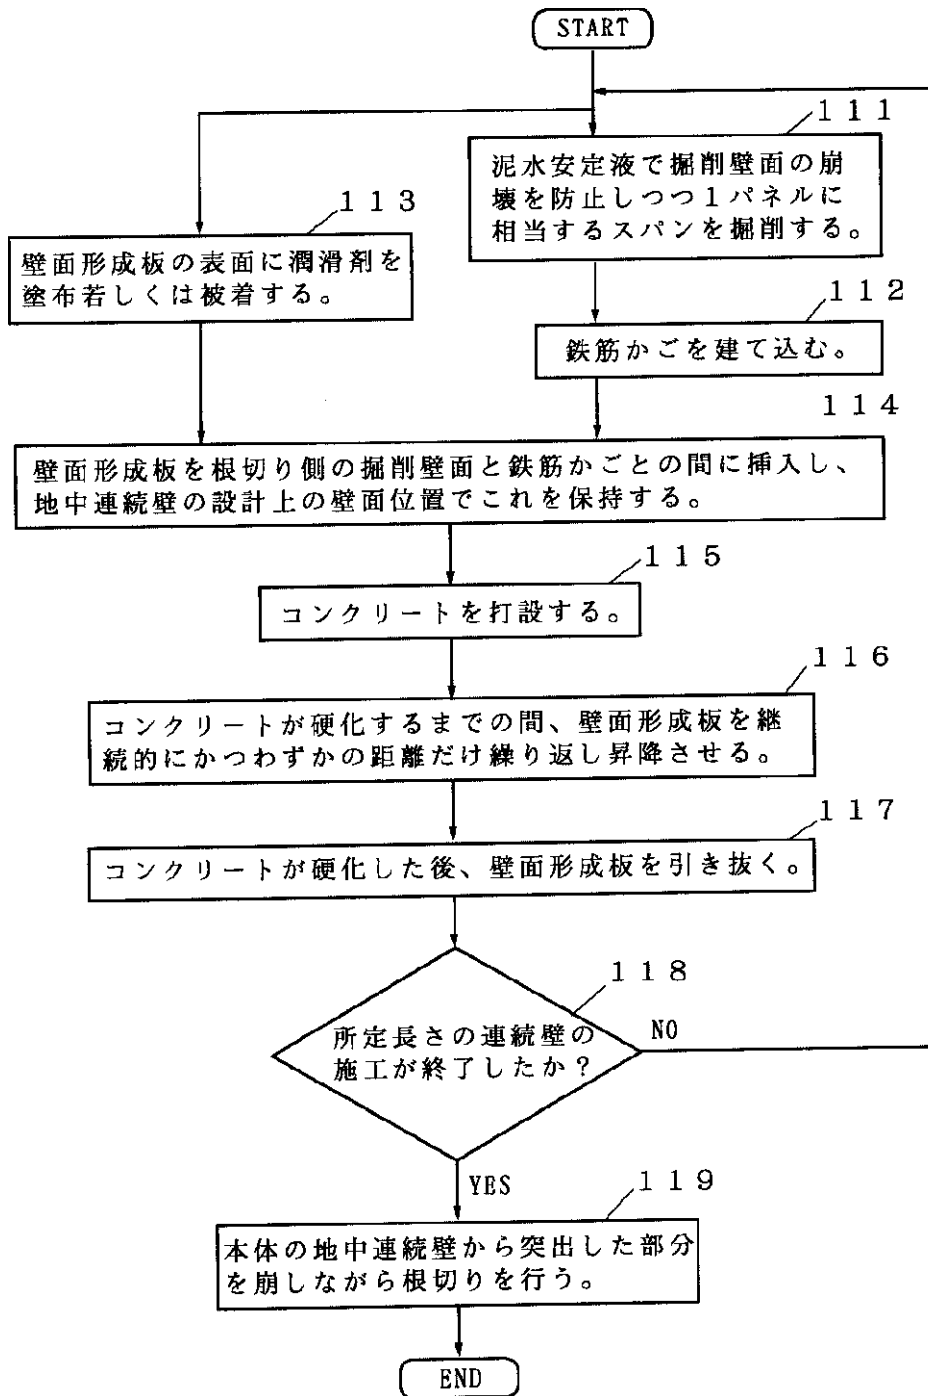 START
111
泥水安定液で掘削壁面の崩
壊を防止しつつ1パネルに
相当するスパンを掘削する。
113
壁面形成板の表面に潤滑剤を
塗布若しくは被着する。
112
鉄筋かごを建て込む。
114
壁面形成板を根切り側の掘削壁面と鉄筋かごとの間に挿入し、
地中連続壁の設計上の壁面位置でこれを保持する。
115
コンクリートを打設する。
116
コンクリートが硬化するまでの間、壁面形成板を継
続的にかつわずかの距離だけ繰り返し昇降させる。
117
コンクリートが硬化した後、壁面形成板を引き抜く。
118
所定長さの連続壁の
施工が終了したか？
NO
YES
119
本体の地中連続壁から突出した部分
を崩しながら根切りを行う。
END